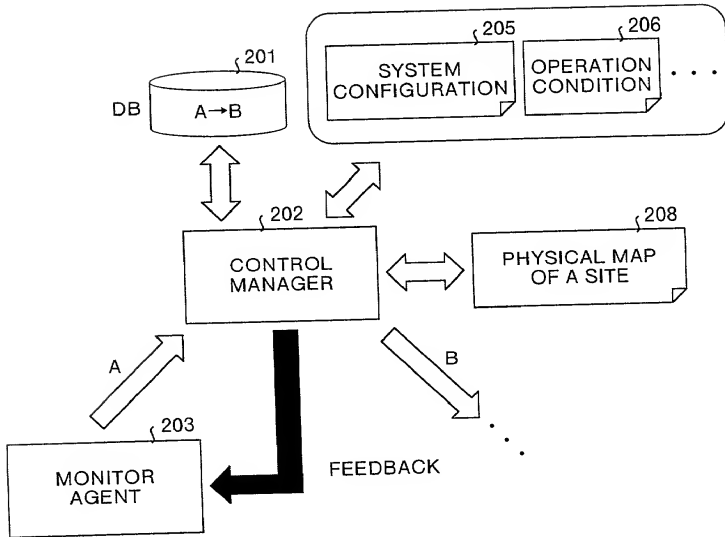 205
206
201
SYSTEM
CONFIGURATION
OPERATION
CONDITION
. . . .
DB
A→B
202
208
CONTROL
MANAGER
PHYSICAL MAP
OF A SITE
A
B
203
MONITOR
AGENT
FEEDBACK